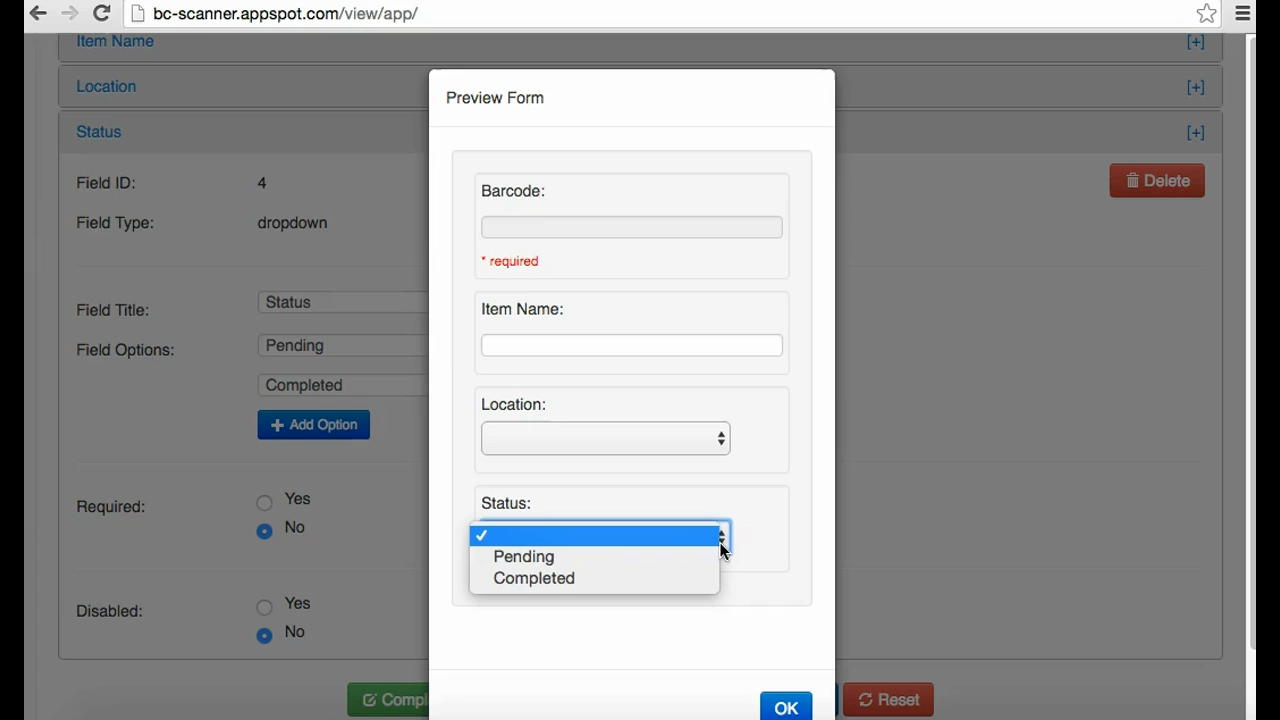 bc-scanner.appspot.com/view/app/
Item Name [+]
Location [+]
Status [+]
Field ID: 4
Delete
Field Type: dropdown
Field Title: Status
Field Options: Pending
Completed
+ Add Option
Required: Yes
No
Disabled: Yes
No
Preview Form
Barcode:
* required
Item Name:
Location:
Status:
Pending
Completed
OK
Compl
Reset